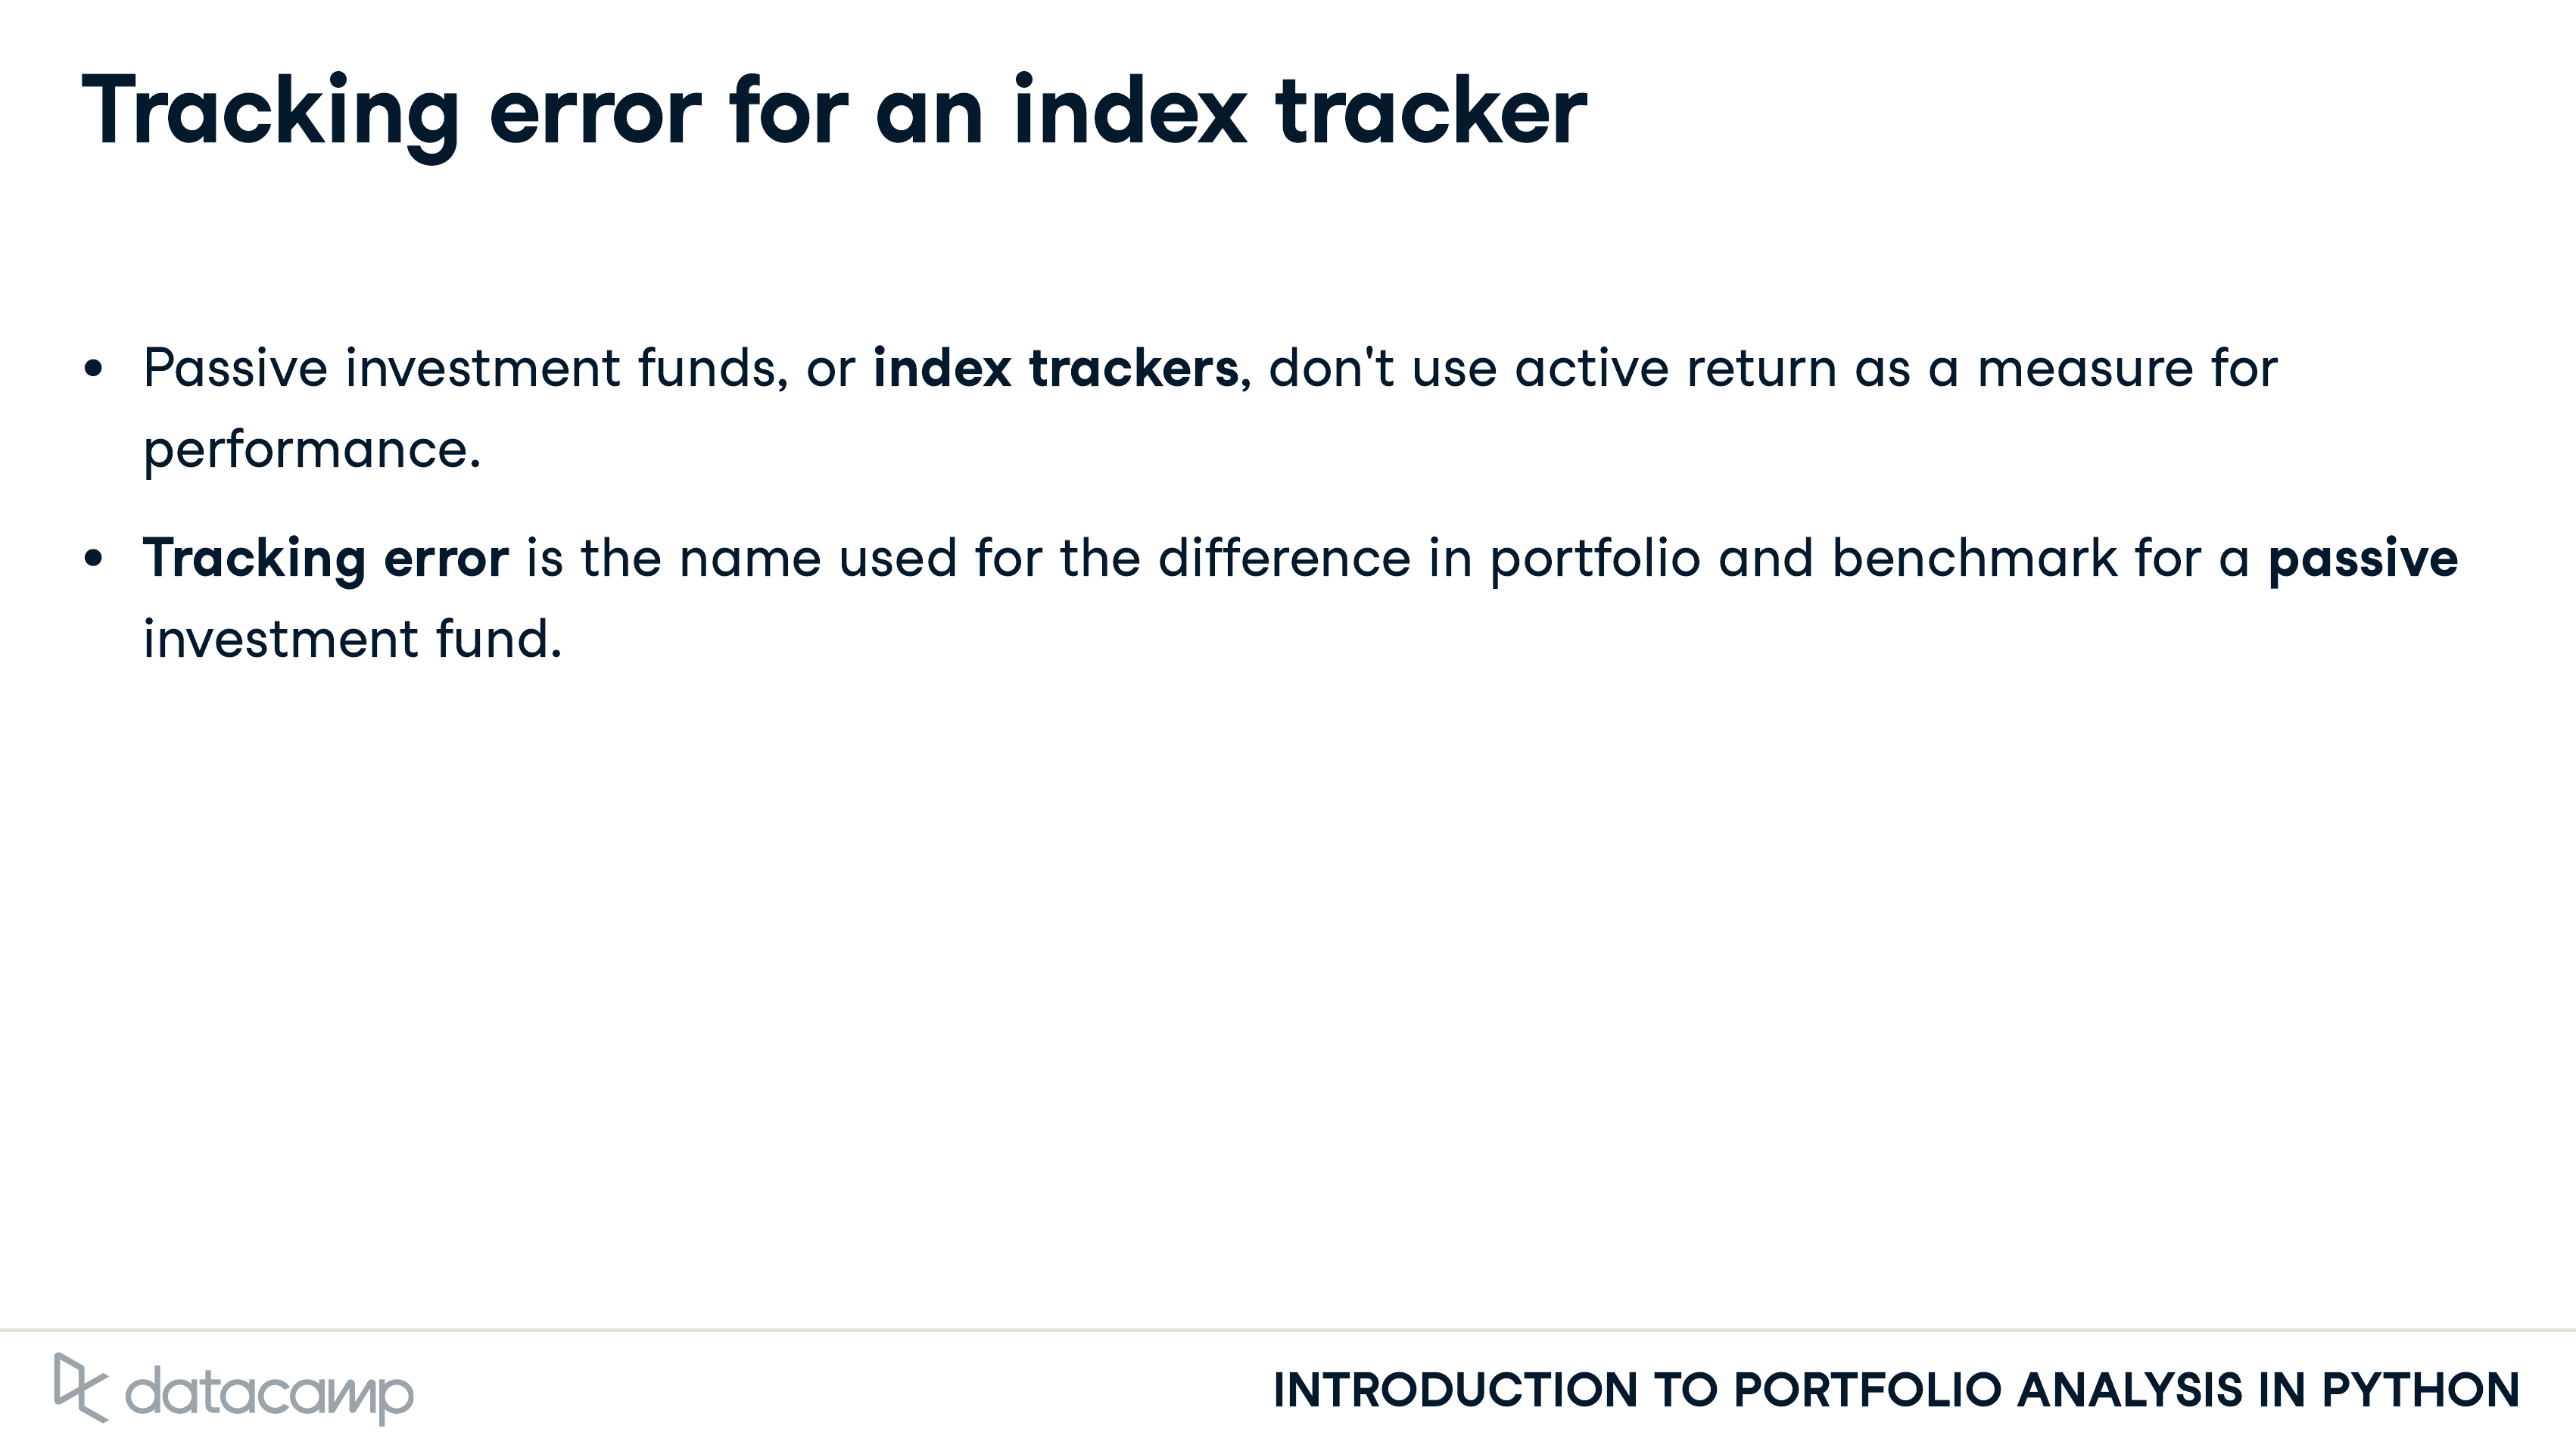 Tracking error for an index tracker
• Passive investment funds, or index trackers, don't use active return as a measure for
performance.
• Tracking error is the name used for the difference in portfolio and benchmark for a passive
investment fund.
datacamp
INTRODUCTION TO PORTFOLIO ANALYSIS IN PYTHON